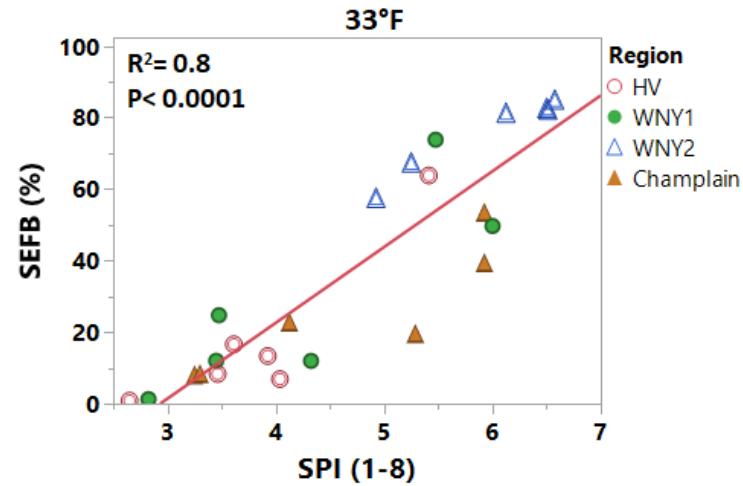 33°F
R²= 0.8
P< 0.0001
100
80
60
40
20
0
SEFB (%)
3 4 5 6 7
SPI (1-8)
Region
HV
WNY1
WNY2
Champlain